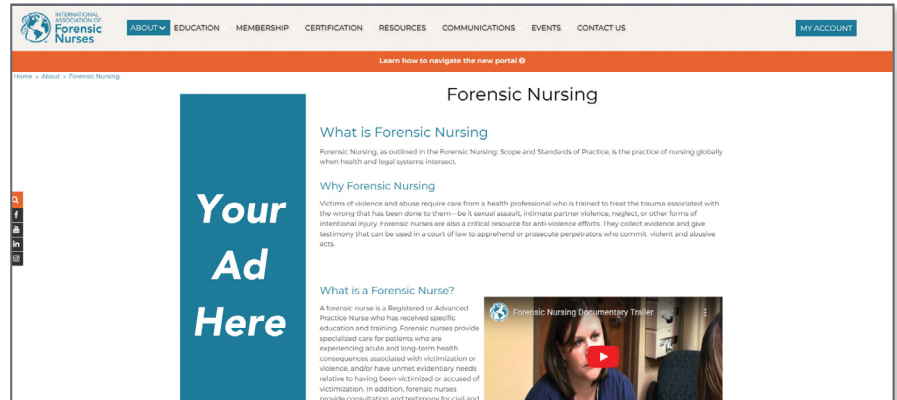 INTERNATIONAL
ASSOCIATION OF
Forensic
Nurses
ABOUT EDUCATION MEMBERSHIP CERTIFICATION RESOURCES COMMUNICATIONS EVENTS CONTACT US
MY ACCOUNT
Learn how to navigate the new portal
Home » About » Forensic Nursing
Forensic Nursing
Your
Ad
Here
What is Forensic Nursing
Forensic Nursing, as outlined in the Forensic Nursing: Scope and Standards of Practice, is the practice of nursing globally
when health and legal systems intersect.
Why Forensic Nursing
Victims of violence and abuse require care from a health professional who is trained to treat the trauma associated with
the wrong that has been done to them—be it sexual assault, intimate partner violence, neglect, or other forms of
intentional injury. Forensic nurses are also a critical resource for anti-violence efforts. They collect evidence and give
testimony that can be used in a court of law to apprehend or prosecute perpetrators who commit violent and abusive
acts.
What is a Forensic Nurse?
A forensic nurse is a Registered or Advanced
Practice Nurse who has received specific
education and training. Forensic nurses provide
specialized care for patients who are
experiencing acute and long-term health
consequences associated with victimization or
violence, and/or have unmet evidentiary needs
relative to having been victimized or accused of
victimization. In addition, forensic nurses
provide consultation and testimony for civil and
Forensic Nursing Documentary Trailer